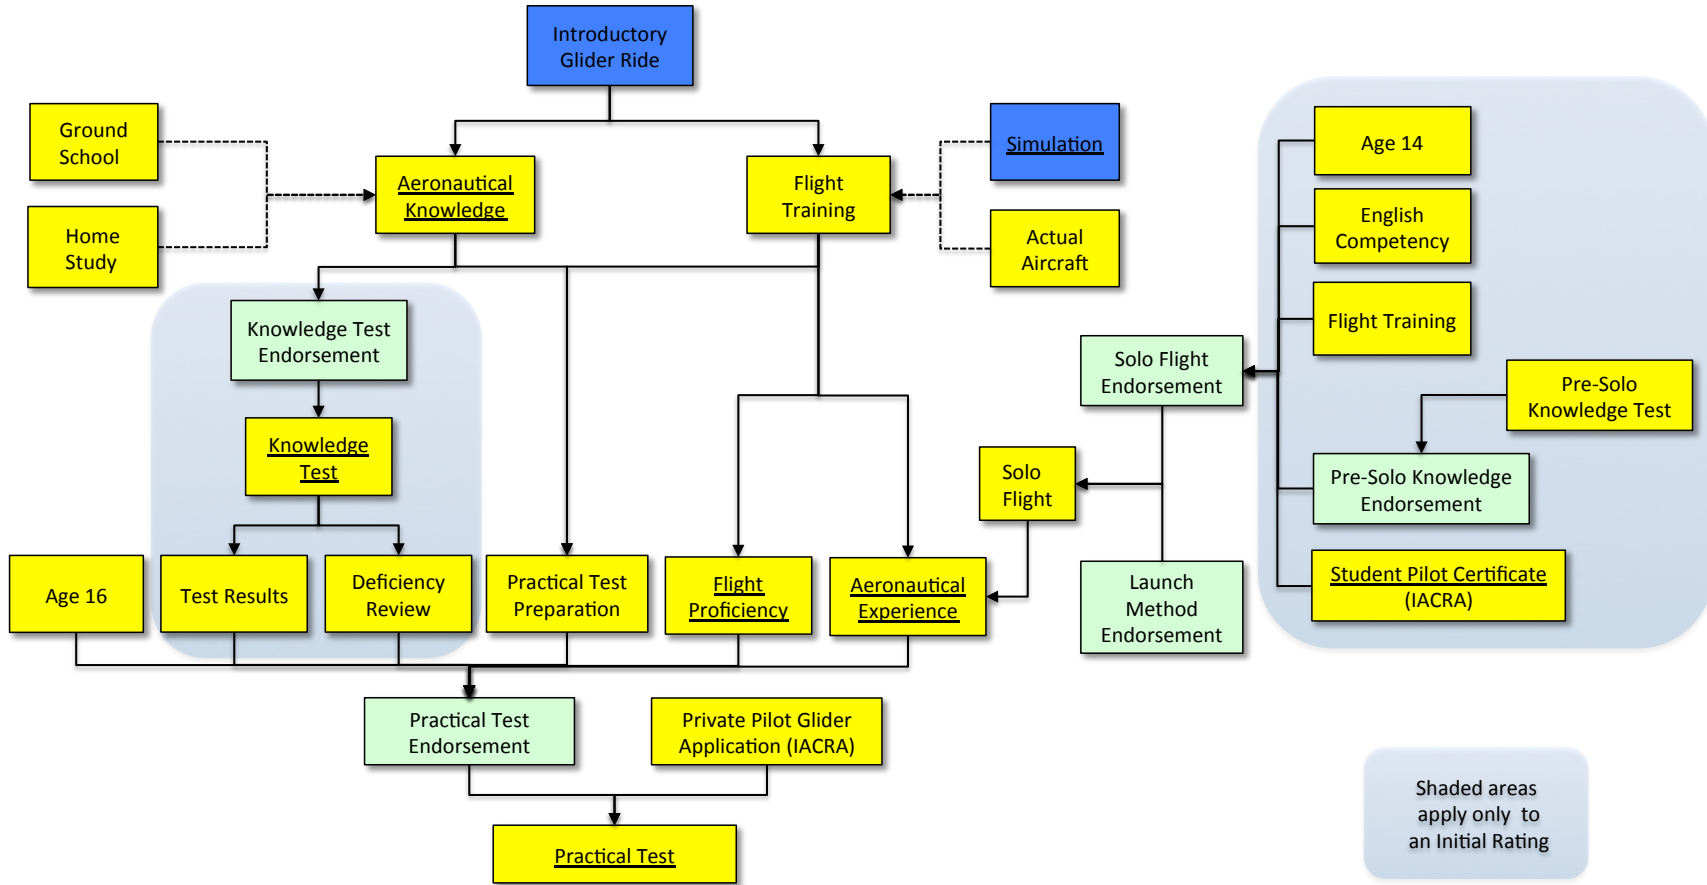 Introductory
Glider Ride
Ground
School
Aeronautical
Knowledge
Flight
Training
Simulation
Age 14
Home
Study
Actual
Aircraft
English
Competency
Knowledge Test
Endorsement
Flight Training
Solo Flight
Endorsement
Pre-Solo
Knowledge Test
Knowledge
Test
Solo
Flight
Pre-Solo Knowledge
Endorsement
Age 16
Test Results
Deficiency
Review
Practical Test
Preparation
Flight
Proficiency
Aeronautical
Experience
Launch
Method
Endorsement
Student Pilot Certificate
(IACRA)
Practical Test
Endorsement
Private Pilot Glider
Application (IACRA)
Practical Test
Shaded areas
apply only  to
an Initial Rating